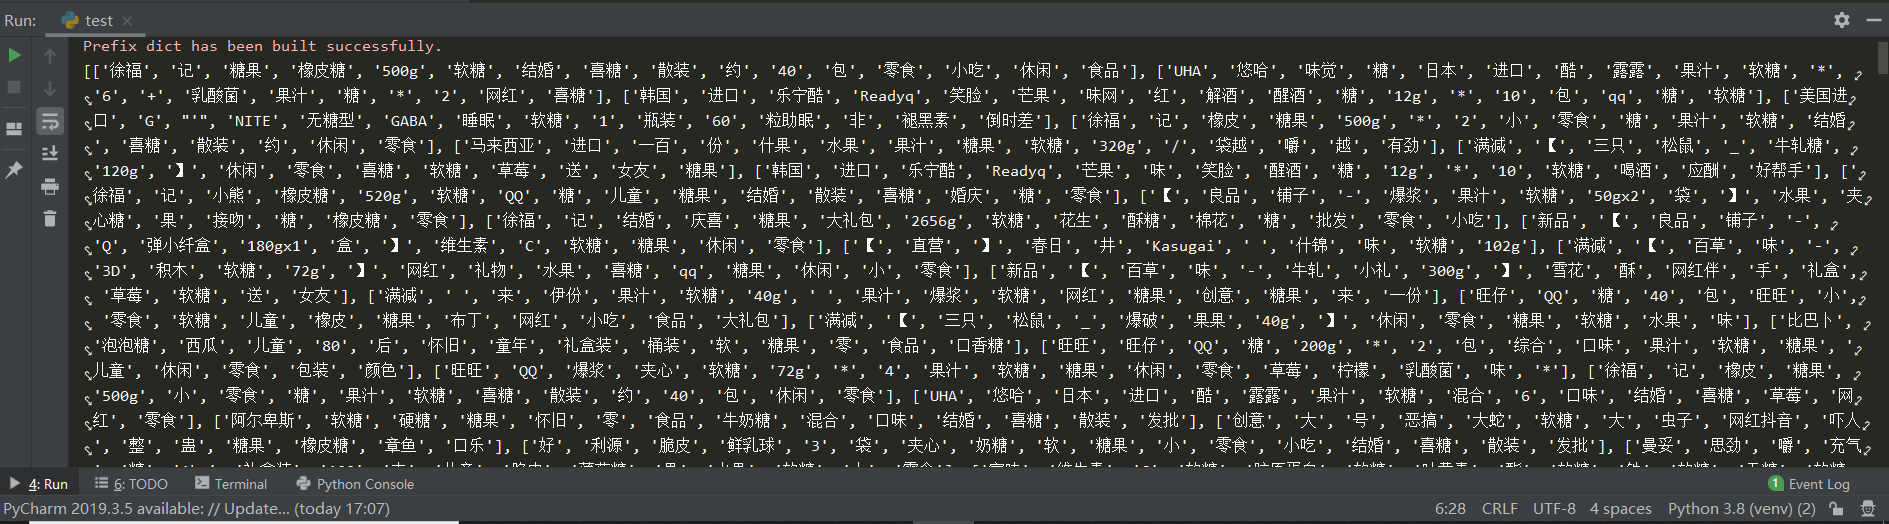 Run: test
Prefix dict has been built successfully.
[['徐福', '记', '糖果', '橡皮糖', '500g', '软糖', '结婚', '喜糖', '散装', '约', '40', '包', '零食', '小吃', '休闲', '食品'], ['UHA', '悠哈', '味觉', '糖', '日本', '进口', '酷', '露露', '果汁', '软糖', '*',
'6', '+', '乳酸菌', '果汁', '糖', '*', '2', '网红', '喜糖'], ['韩国', '进口', '乐宁酷', 'Readyq', '笑脸', '芒果', '味网', '红', '解酒', '醒酒', '糖', '12g', '*', '10', '包', 'qq', '糖', '软糖'], ['美国进
口', 'G', "'", 'NITE', '无糖型', 'GABA', '睡眠', '软糖', '1', '瓶装', '60', '粒助眠', '非', '褪黑素', '倒时差'], ['徐福', '记', '橡皮', '糖果', '500g', '*', '2', '小', '零食', '糖', '果汁', '软糖', '结婚
', '喜糖', '散装', '约', '休闲', '零食'], ['马来西亚', '进口', '一百', '份', '什果', '水果', '果汁', '糖果', '软糖', '320g', '/', '袋越', '嚼', '越', '有劲'], ['满减', '【', '三只', '松鼠', '_', '牛轧糖',
'120g', '】', '休闲', '零食', '喜糖', '软糖', '草莓', '送', '女友', '糖果'], ['韩国', '进口', '乐宁酷', 'Readyq', '芒果', '味', '笑脸', '醒酒', '糖', '12g', '*', '10', '软糖', '喝酒', '应酬', '好帮手'], ['
徐福', '记', '小熊', '橡皮糖', '520g', '软糖', 'QQ', '糖', '儿童', '糖果', '结婚', '散装', '喜糖', '婚庆', '糖', '零食'], ['【', '良品', '铺子', '-', '爆浆', '果汁', '软糖', '50gx2', '袋', '】', '水果', '夹
心糖', '果', '接吻', '糖', '橡皮糖', '零食'], ['徐福', '记', '结婚', '庆喜', '糖果', '大礼包', '2656g', '软糖', '花生', '酥糖', '棉花', '糖', '批发', '零食', '小吃'], ['新品', '【', '良品', '铺子', '-',
'Q', '弹小纤盒', '180gx1', '盒', '】', '维生素', 'C', '软糖', '糖果', '休闲', '零食'], ['【', '直营', '】', '春日', '井', 'Kasugai', ' ', '什锦', '味', '软糖', '102g'], ['满减', '【', '百草', '味', '-',
'3D', '积木', '软糖', '72g', '】', '网红', '礼物', '水果', '喜糖', 'qq', '糖果', '休闲', '小', '零食'], ['新品', '【', '百草', '味', '-', '牛轧', '小礼', '300g', '】', '雪花', '酥', '网红伴', '手', '礼盒',
'草莓', '软糖', '送', '女友'], ['满减', ' ', '来', '伊份', '果汁', '软糖', '40g', ' ', '果汁', '爆浆', '软糖', '网红', '糖果', '创意', '糖果', '来', '一份'], ['旺仔', 'QQ', '糖', '40', '包', '旺旺', '小',
'零食', '软糖', '儿童', '橡皮', '糖果', '布丁', '网红', '小吃', '食品', '大礼包'], ['满减', '【', '三只', '松鼠', '_', '爆破', '果果', '40g', '】', '休闲', '零食', '糖果', '软糖', '水果', '味'], ['比巴卜',
'泡泡糖', '西瓜', '儿童', '80', '后', '怀旧', '童年', '礼盒装', '桶装', '软', '糖果', '零', '食品', '口香糖'], ['旺旺', '旺仔', 'QQ', '糖', '200g', '*', '2', '包', '综合', '口味', '果汁', '软糖', '糖果', '
儿童', '休闲', '零食', '包装', '颜色'], ['旺旺', 'QQ', '爆浆', '夹心', '软糖', '72g', '*', '4', '果汁', '软糖', '糖果', '休闲', '零食', '草莓', '柠檬', '乳酸菌', '味', '*'], ['徐福', '记', '橡皮', '糖果',
'500g', '小', '零食', '糖', '果汁', '软糖', '喜糖', '散装', '约', '40', '包', '休闲', '零食'], ['UHA', '悠哈', '日本', '进口', '酷', '露露', '果汁', '软糖', '混合', '6', '口味', '结婚', '喜糖', '草莓', '网
红', '零食'], ['阿尔卑斯', '软糖', '硬糖', '糖果', '怀旧', '零', '食品', '牛奶糖', '混合', '口味', '结婚', '喜糖', '散装', '发批'], ['创意', '大', '号', '恶搞', '大蛇', '软糖', '大', '虫子', '网红抖音', '吓人
', '整', '蛊', '糖果', '橡皮糖', '章鱼', '口乐'], ['好', '利源', '脆皮', '鲜乳球', '3', '袋', '夹心', '奶糖', '软', '糖果', '小', '零食', '小吃', '结婚', '喜糖', '散装', '发批'], ['曼妥', '思劲', '嚼', '充气
4: Run 6: TODO Terminal Python Console 1 Event Log
PyCharm 2019.3.5 available: // Update... (today 17:07) 6:28 CRLF UTF-8 4 spaces Python 3.8 (venv) (2)